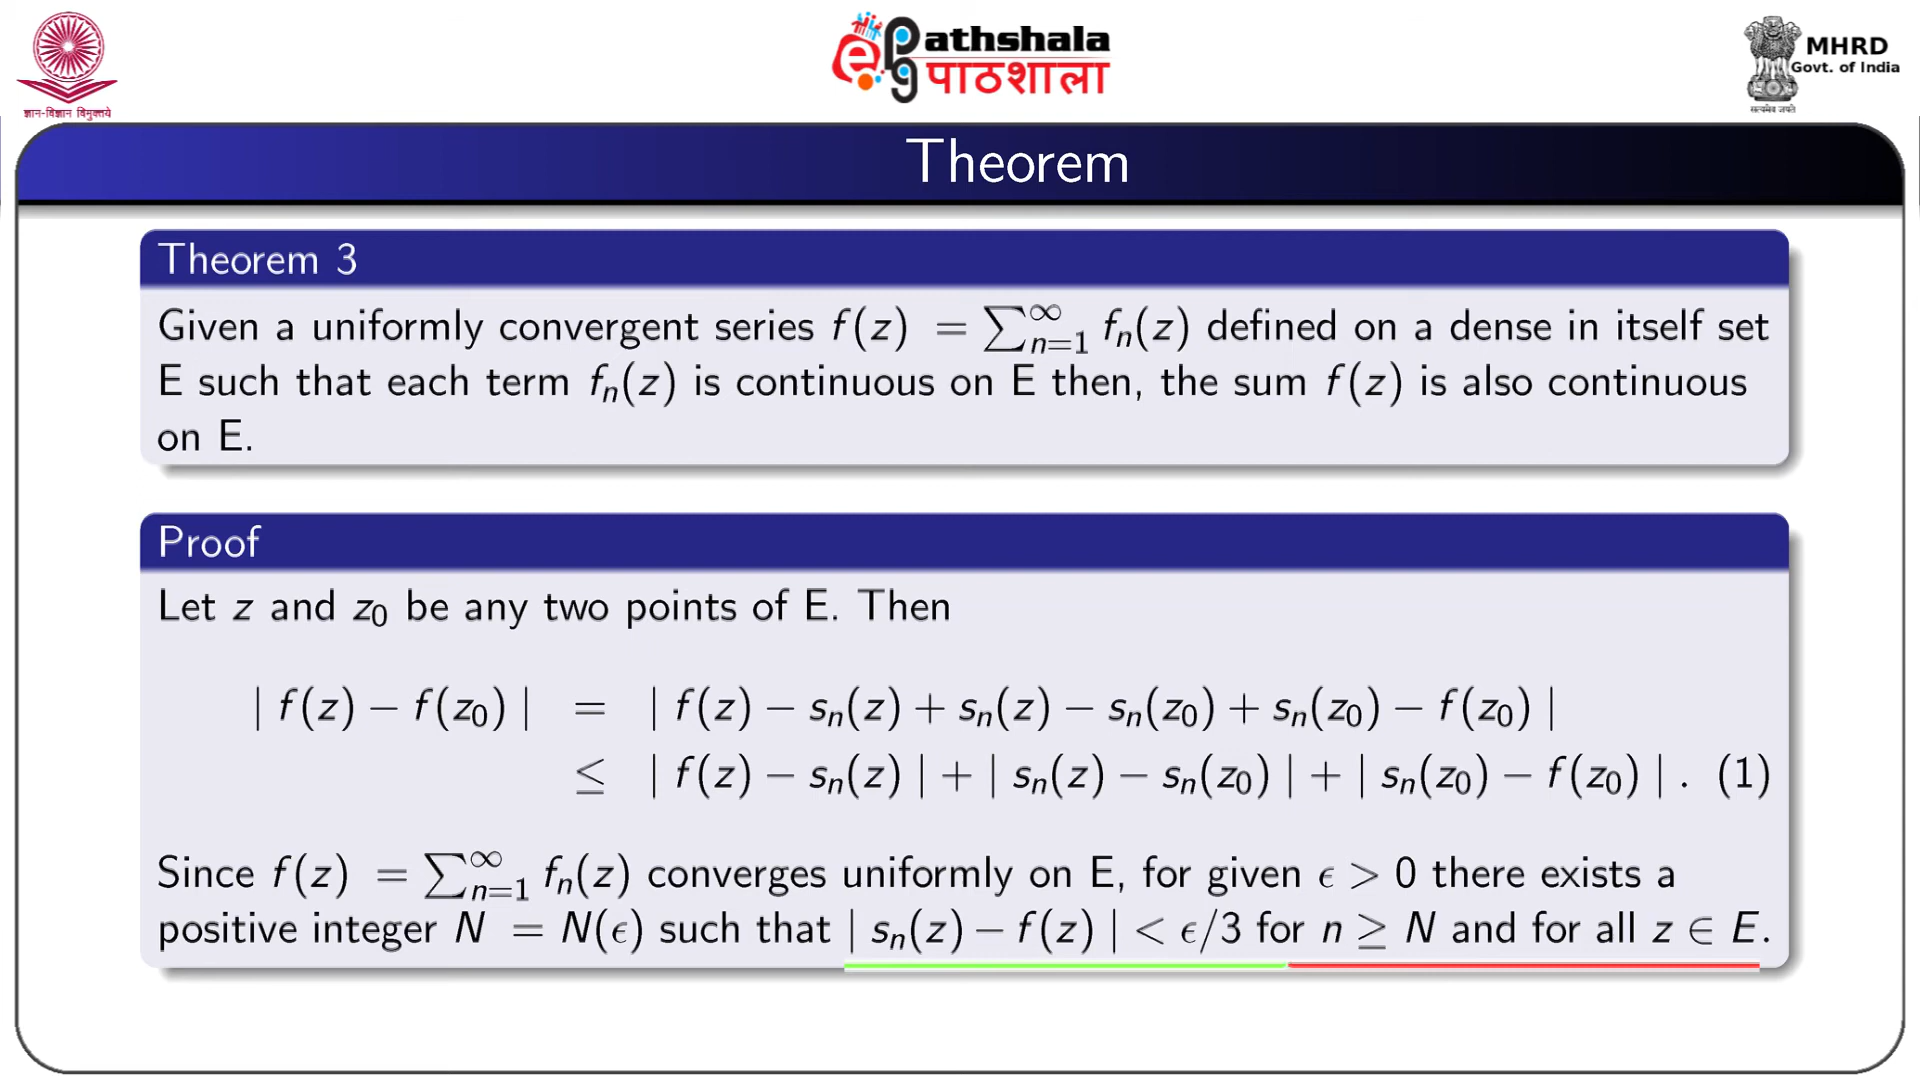 ज्ञान-विज्ञान विमुक्तये
ePg Pathshala
पाठशाला
MHRD
Govt. of India
सत्यमेव जयते
Theorem
Theorem 3
Given a uniformly convergent series f(z) = ∑_{n=1}^{∞} f_n(z) defined on a dense in itself set
E such that each term f_n(z) is continuous on E then, the sum f(z) is also continuous
on E.
Proof
Let z and z_0 be any two points of E. Then
| f(z) − f(z_0) | = | f(z) − s_n(z) + s_n(z) − s_n(z_0) + s_n(z_0) − f(z_0) |
≤ | f(z) − s_n(z) | + | s_n(z) − s_n(z_0) | + | s_n(z_0) − f(z_0) | . (1)
Since f(z) = ∑_{n=1}^{∞} f_n(z) converges uniformly on E, for given ϵ > 0 there exists a
positive integer N = N(ϵ) such that | s_n(z) − f(z) | < ϵ/3 for n ≥ N and for all z ∈ E.